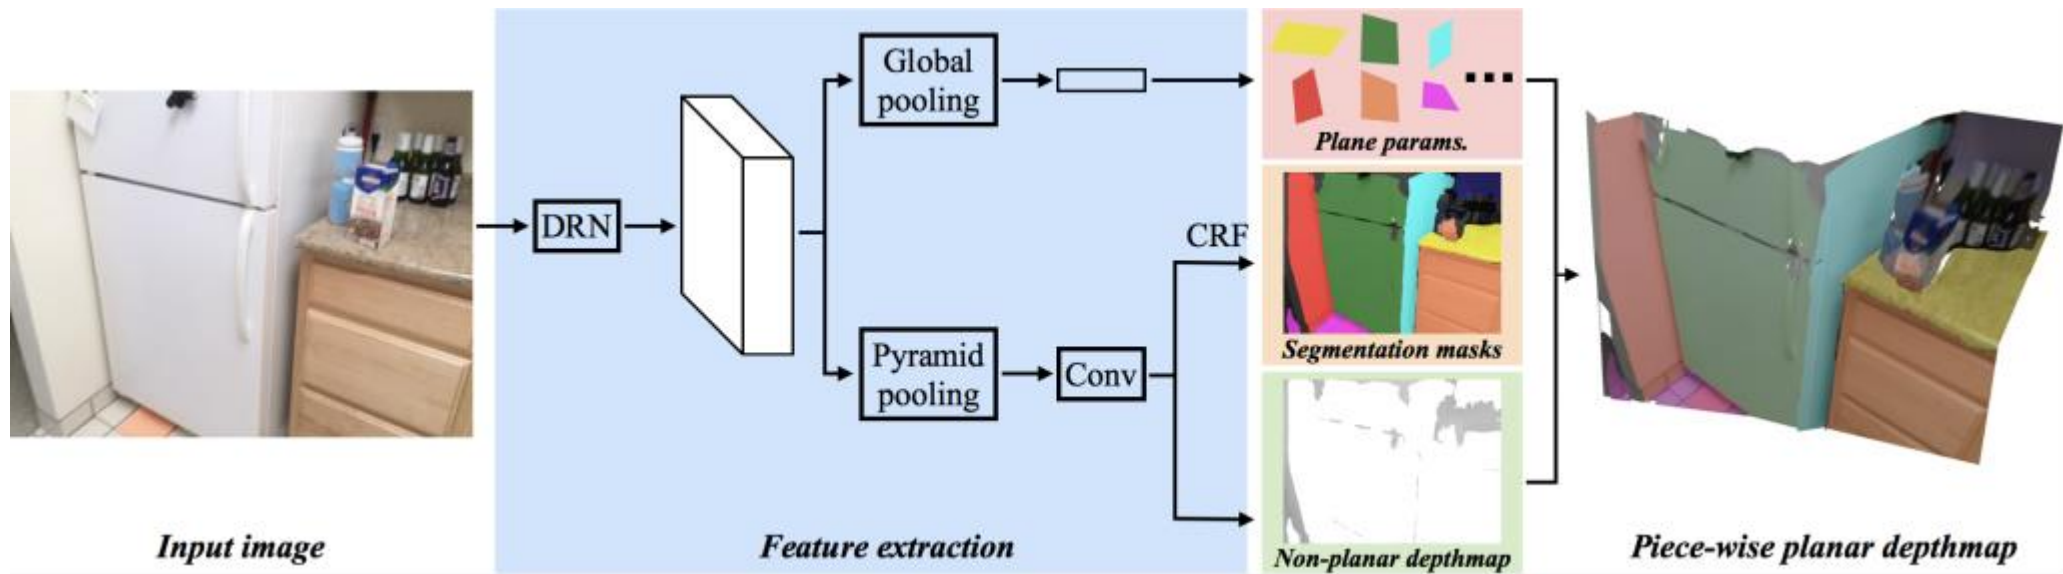 Global
pooling
Plane params.
DRN
CRF
Segmentation masks
Pyramid
pooling
Conv
Non-planar depthmap
Input image
Feature extraction
Piece-wise planar depthmap